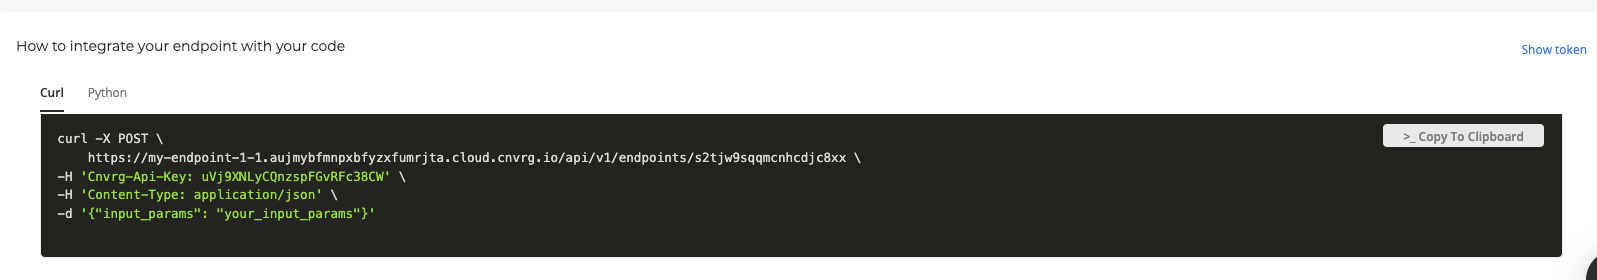 How to integrate your endpoint with your code
Show token
Curl Python
>_ Copy To Clipboard
curl -X POST \
https://my-endpoint-1-1.aujmybfmnpxbfyzxfumrjta.cloud.cnvrg.io/api/v1/endpoints/s2tjw9sqqmcnhcdjc8xx \
-H 'Cnvrg-Api-Key: uVj9XNLyCQnzspFGvRFc38CW' \
-H 'Content-Type: application/json' \
-d '{"input_params": "your_input_params"}'